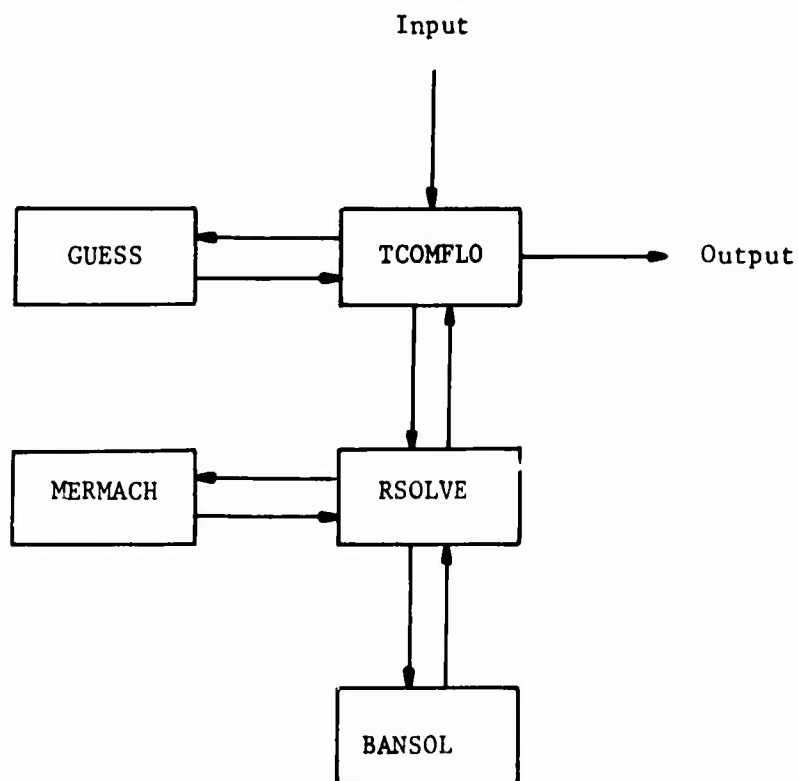 Input
GUESS
TCOMFLO
Output
MERMACH
RSOLVE
BANSOL